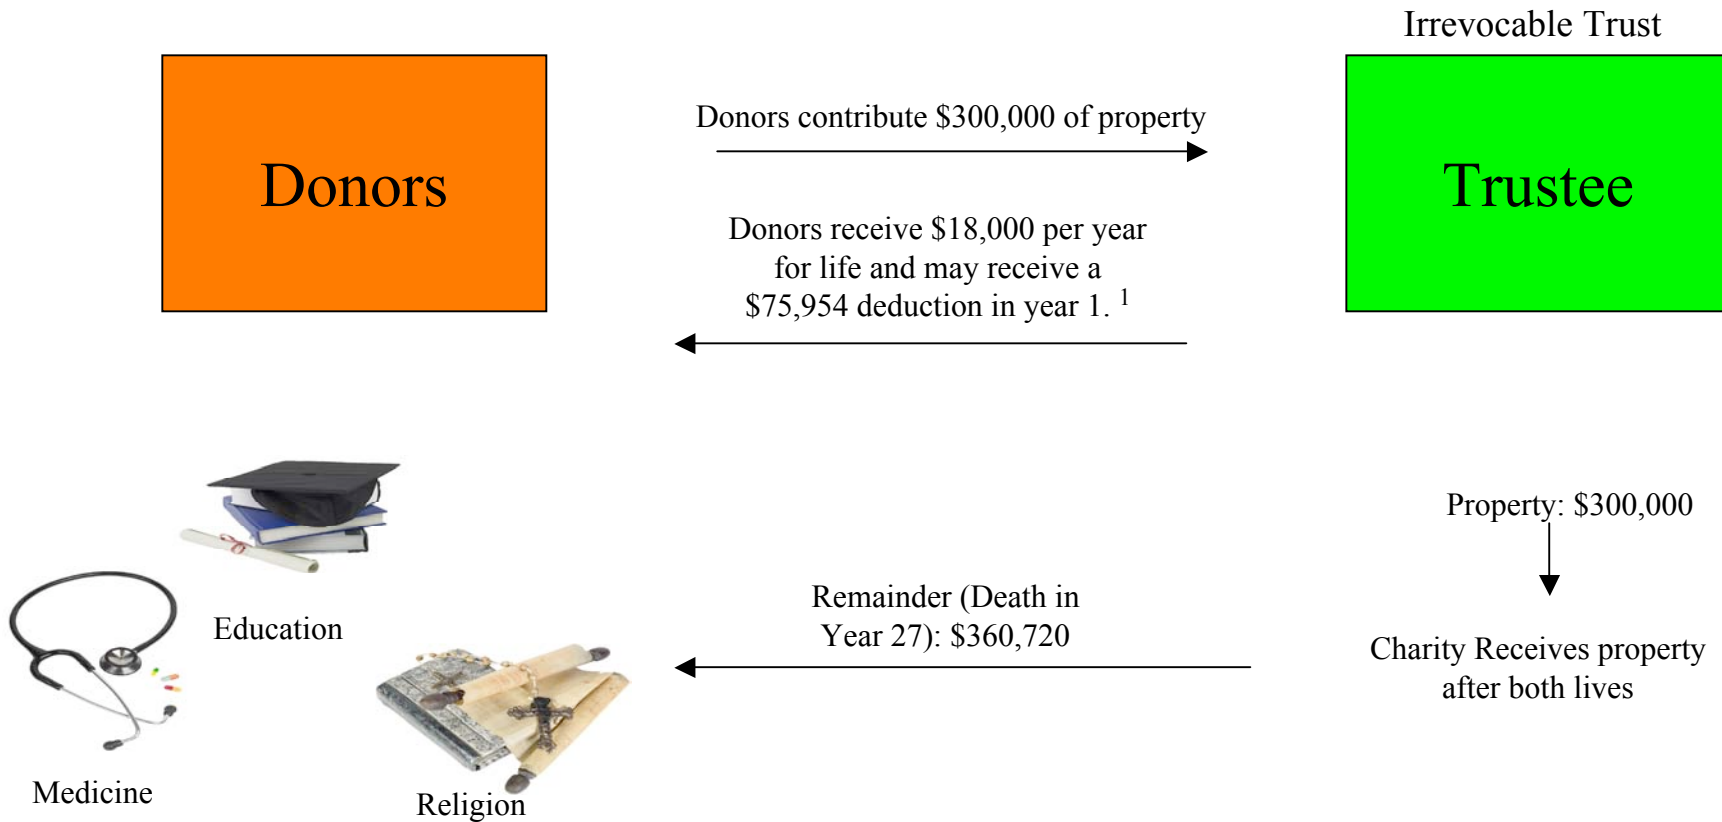 Irrevocable Trust
Donors
Donors contribute $300,000 of property
Trustee
Donors receive $18,000 per year
for life and may receive a
$75,954 deduction in year 1. 1
Property: $300,000
Education
Remainder (Death in
Year 27): $360,720
Charity Receives property
after both lives
Medicine
Religion